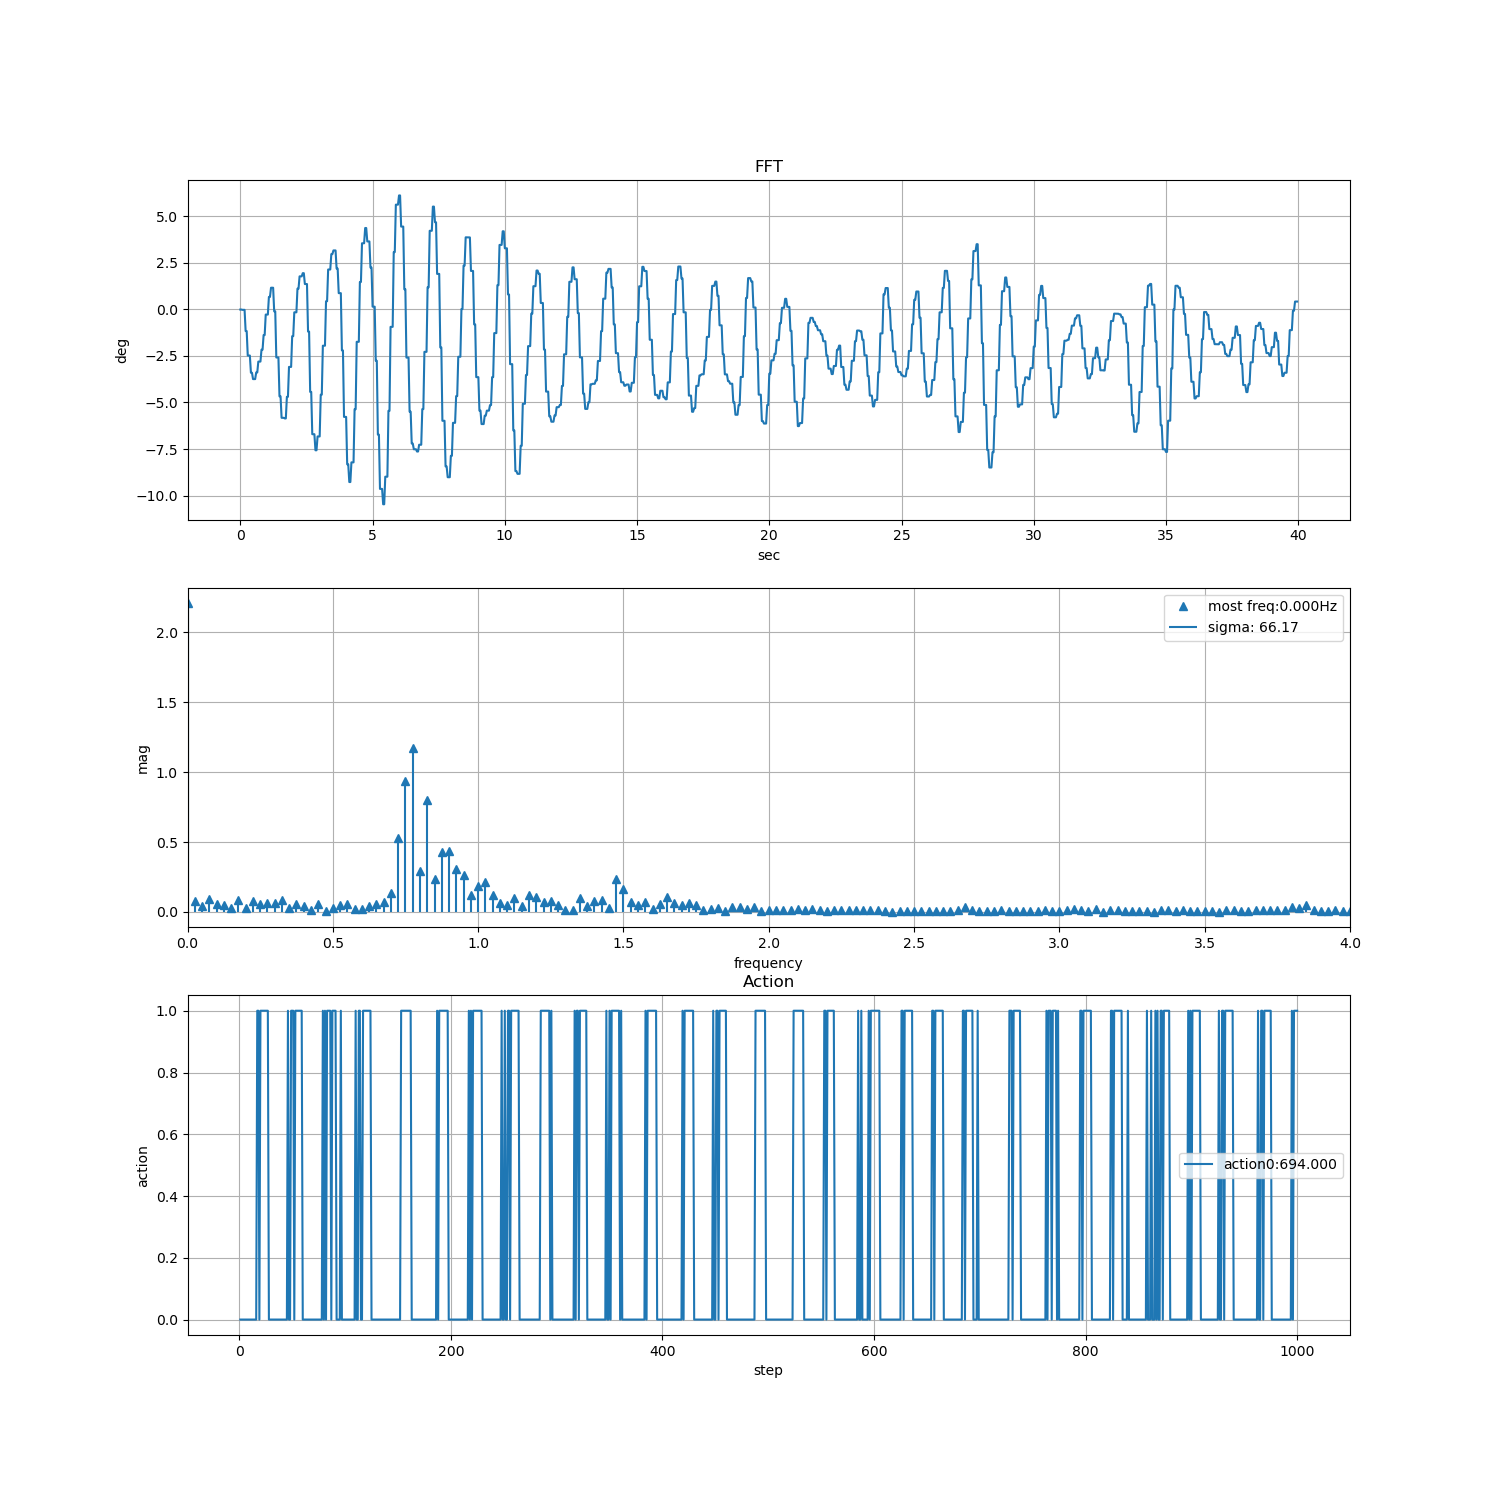 FFT
5.0
2.5
0.0
−2.5
−5.0
−7.5
−10.0
deg
0 5 10 15 20 25 30 35 40
sec
most freq:0.000Hz
sigma: 66.17
2.0
1.5
1.0
0.5
0.0
mag
0.0 0.5 1.0 1.5 2.0 2.5 3.0 3.5 4.0
frequency
Action
1.0
0.8
0.6
0.4
0.2
0.0
action
action0:694.000
0 200 400 600 800 1000
step